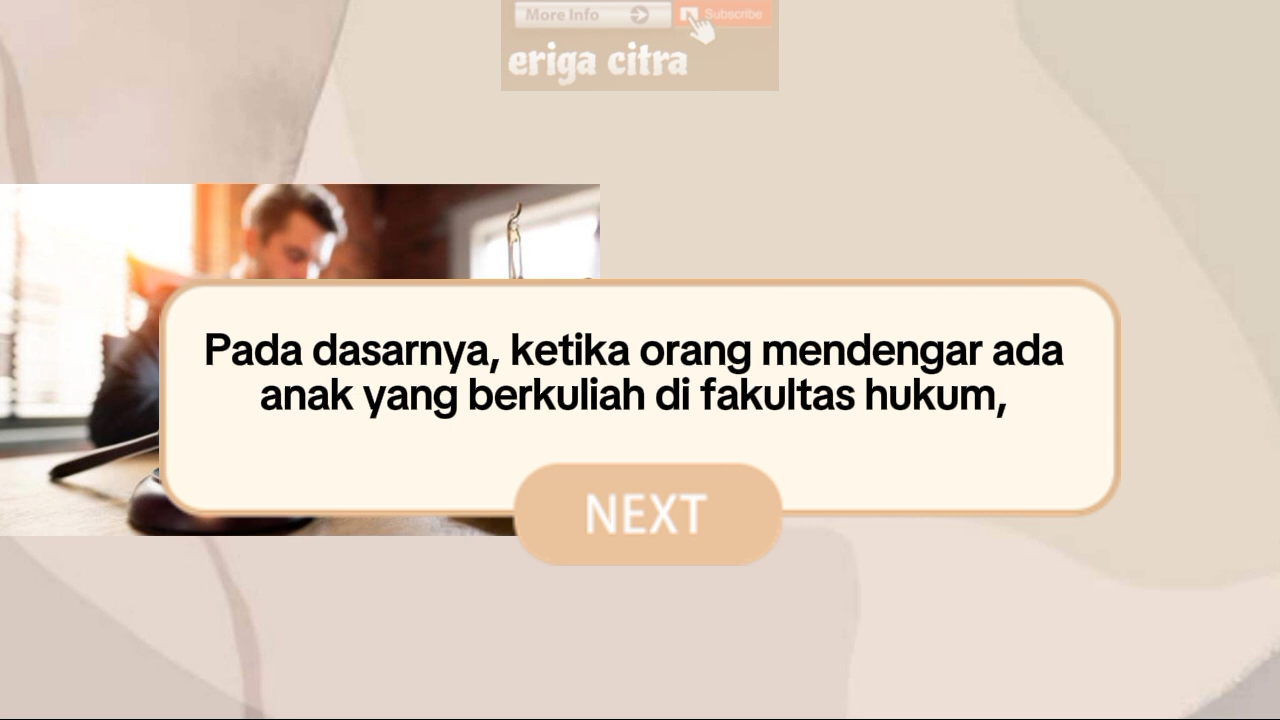 More Info
Subscribe
eriga citra
Pada dasarnya, ketika orang mendengar ada
anak yang berkuliah di fakultas hukum,
NEXT